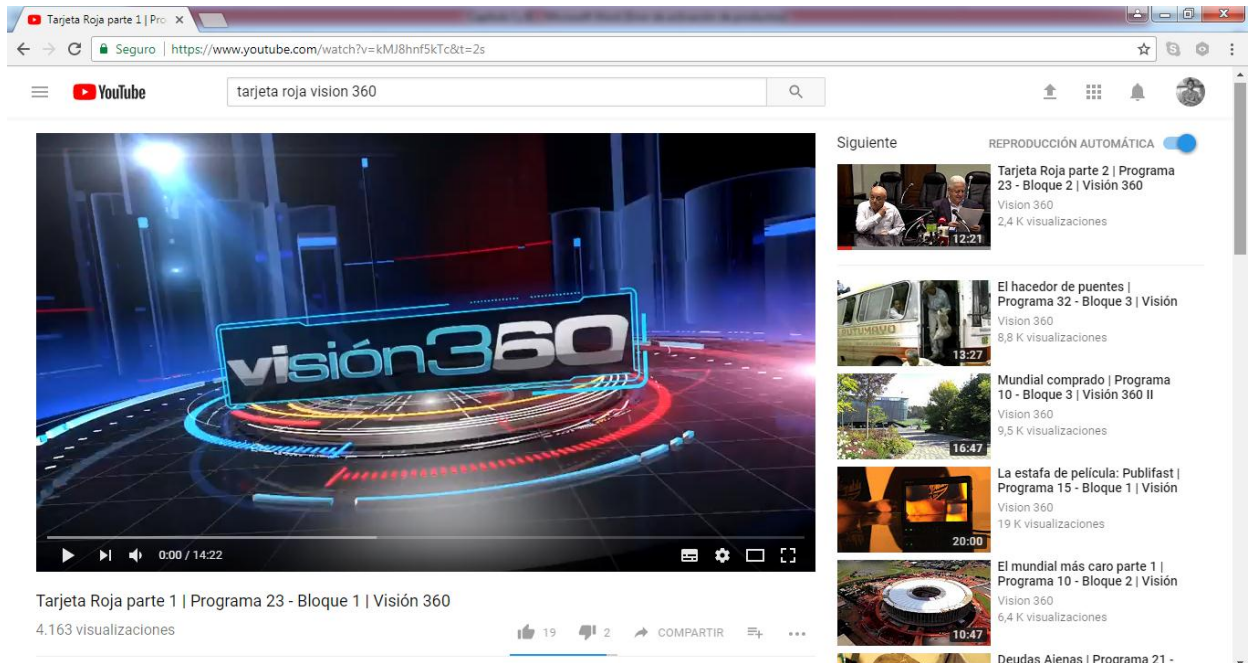 Tarjeta Roja parte 1 | Pro
Seguro | https://www.youtube.com/watch?v=kMJ8hnf5kTc&t=2s
YouTube
tarjeta roja vision 360
visión360
0:00 / 14:22
Tarjeta Roja parte 1 | Programa 23 - Bloque 1 | Visión 360
4.163 visualizaciones
19
2
COMPARTIR
Siguiente
REPRODUCCIÓN AUTOMÁTICA
12:21
Tarjeta Roja parte 2 | Programa
23 - Bloque 2 | Visión 360
Vision 360
2,4 K visualizaciones
13:27
El hacedor de puentes |
Programa 32 - Bloque 3 | Visión
Vision 360
8,8 K visualizaciones
16:47
Mundial comprado | Programa
10 - Bloque 3 | Visión 360 II
Vision 360
9,5 K visualizaciones
20:00
La estafa de película: Publifast |
Programa 15 - Bloque 1 | Visión
Vision 360
19 K visualizaciones
10:47
El mundial más caro parte 1 |
Programa 10 - Bloque 2 | Visión
Vision 360
6,4 K visualizaciones
Deudas Ajenas | Programa 21 -